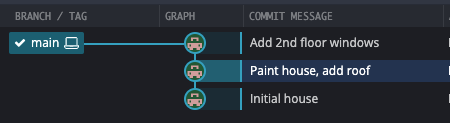 BRANCH / TAG GRAPH COMMIT MESSAGE
main Add 2nd floor windows
Paint house, add roof
Initial house